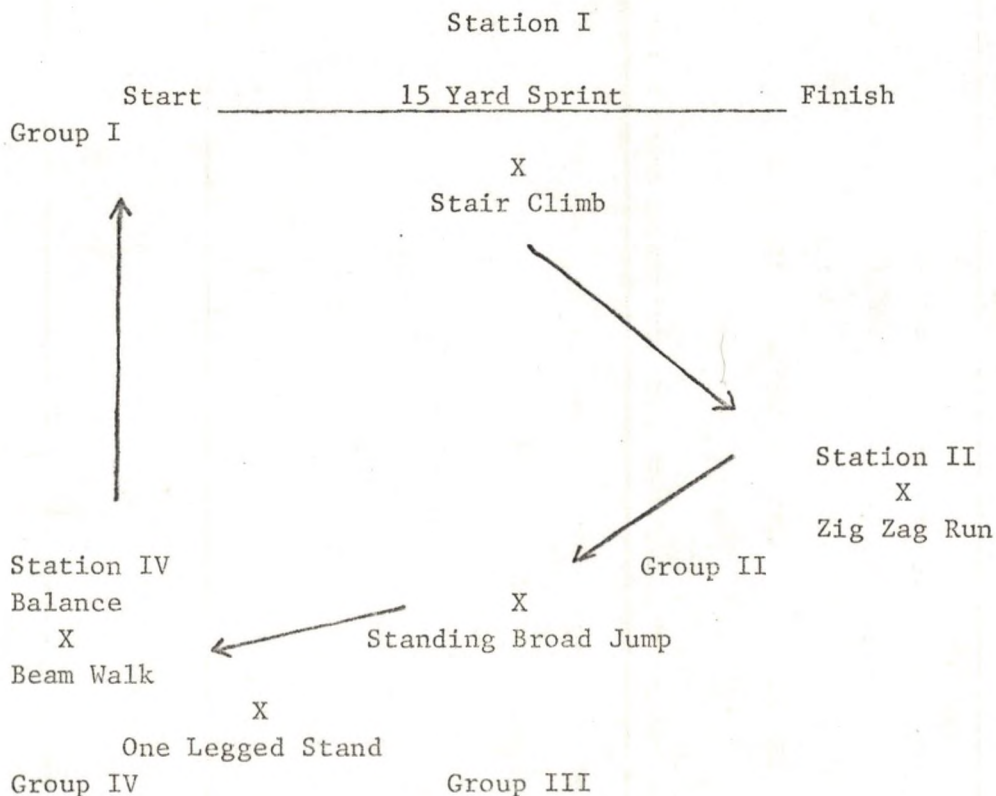 Station I
Start 15 Yard Sprint Finish
Group I
X
Stair Climb
Station II
X
Zig Zag Run
Group II
Station IV
Balance
X
Beam Walk
X
Standing Broad Jump
X
One Legged Stand
Group IV
Group III